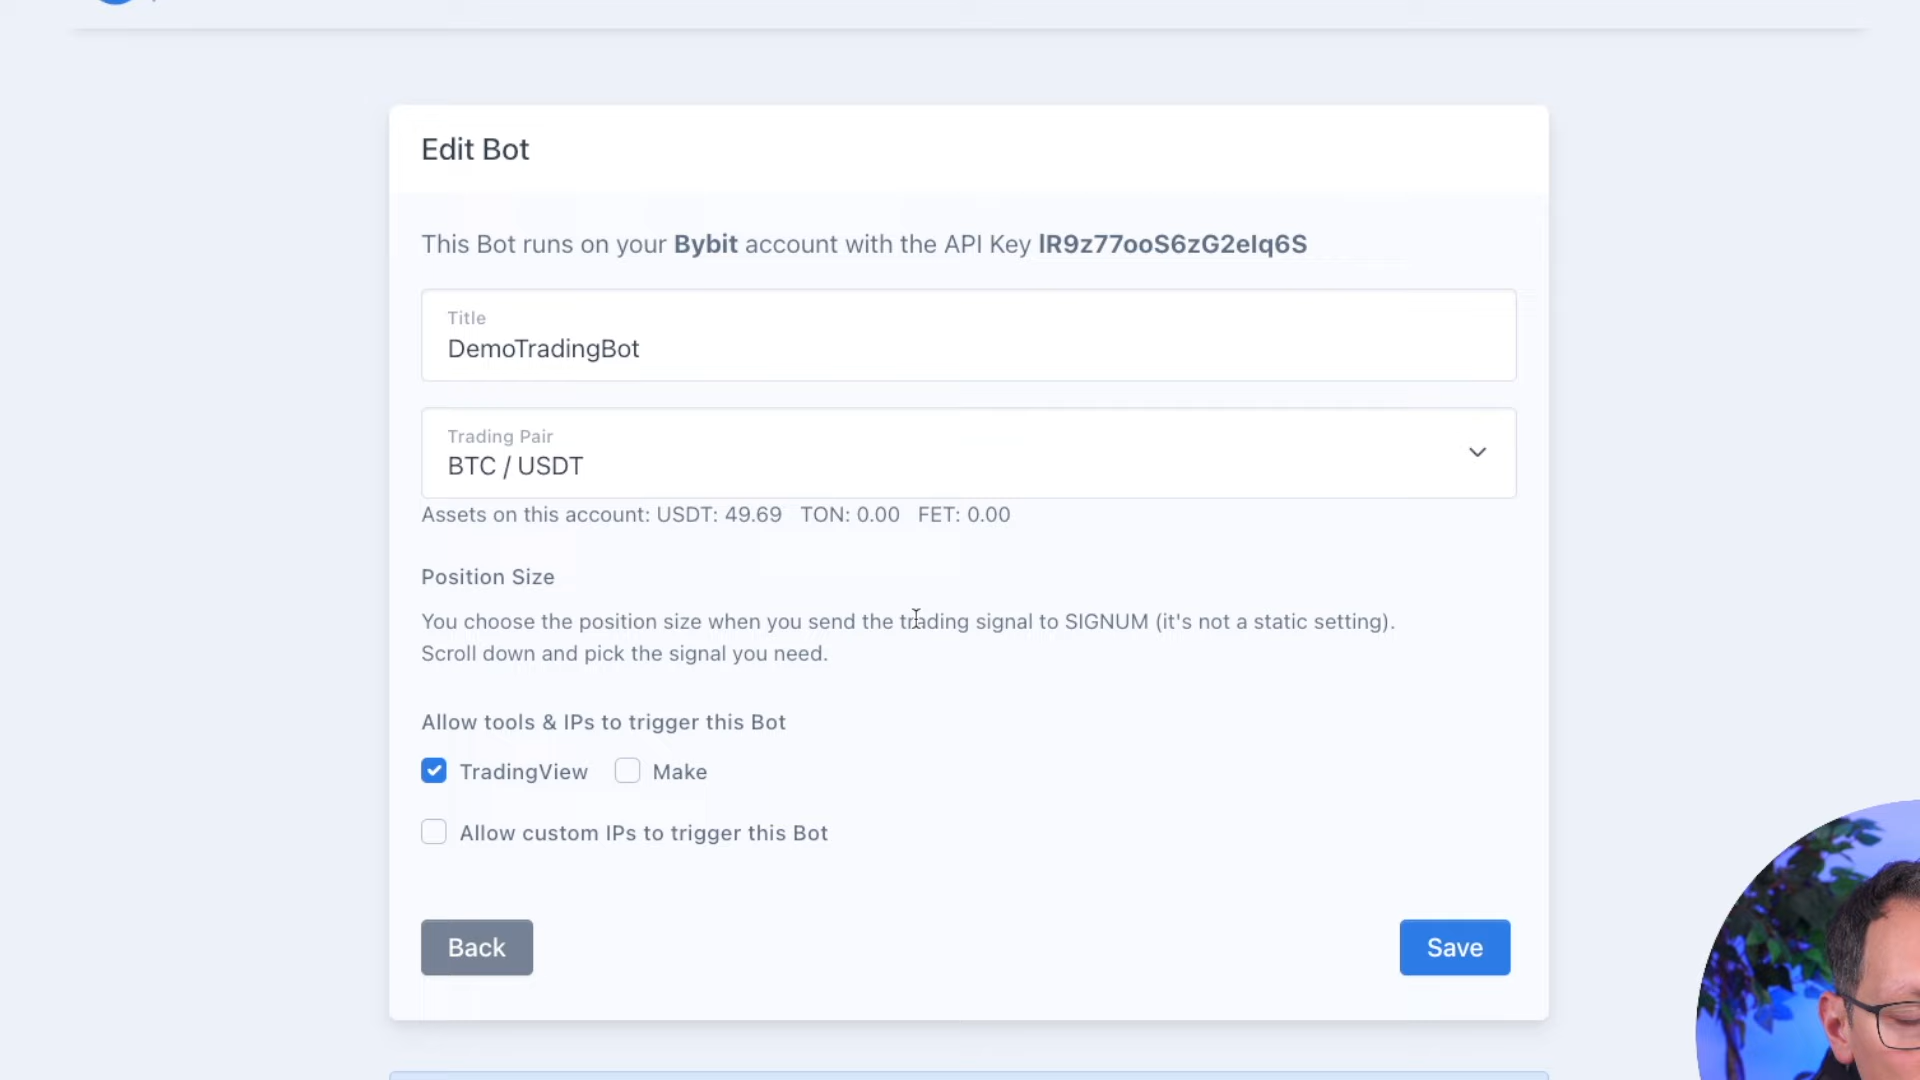 Edit Bot
This Bot runs on your Bybit account with the API Key IR9z77ooS6zG2eIq6S
Title
DemoTradingBot
Trading Pair
BTC / USDT
Assets on this account: USDT: 49.69 TON: 0.00 FET: 0.00
Position Size
You choose the position size when you send the trading signal to SIGNUM (it's not a static setting).
Scroll down and pick the signal you need.
Allow tools & IPs to trigger this Bot
TradingView Make
Allow custom IPs to trigger this Bot
Back Save